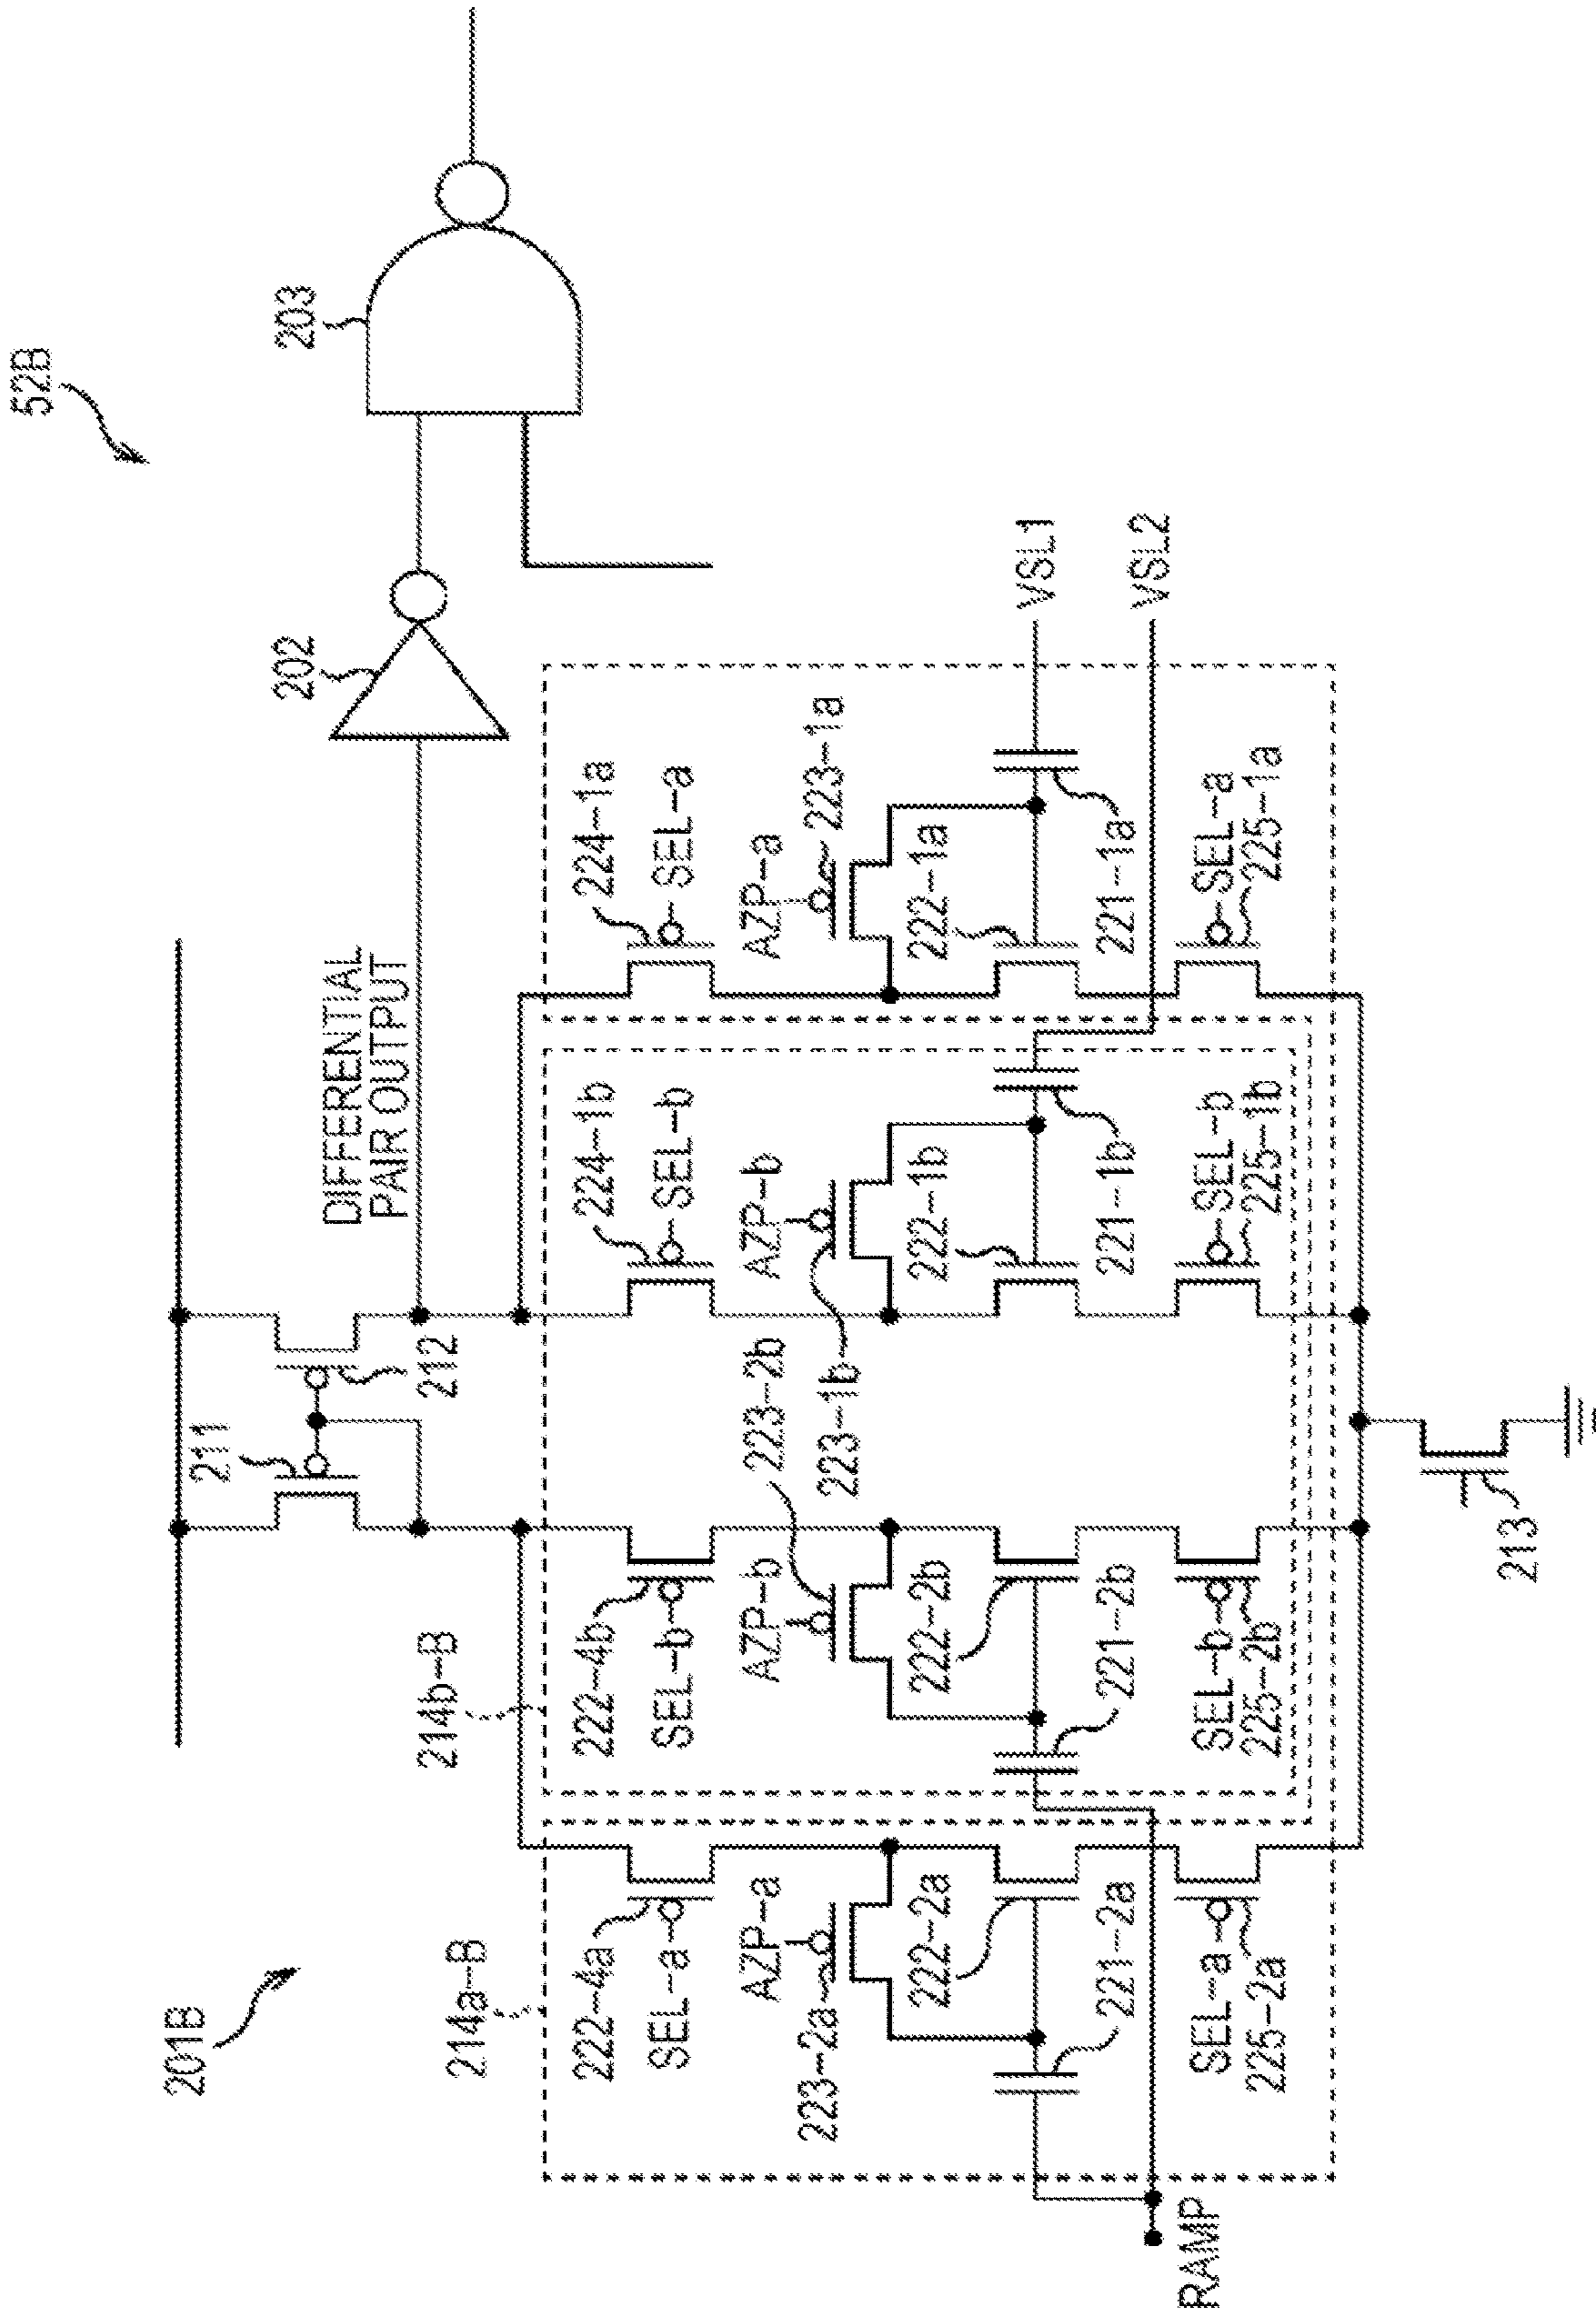 52B
201B
203
202
211
212
DIFFERENTIAL
PAIR OUTPUT
214a-B
214b-B
222-4a
SEL-a
222-4b
SEL-b
224-1b
SEL-b
224-1a
SEL-a
AZP-a
223-2a
AZP-b
223-2b
AZP-b
223-1b
AZP-a
223-1a
222-2a
222-2b
222-1b
222-1a
VSL1
221-2a
221-2b
221-1b
221-1a
VSL2
RAMP
SEL-a
225-2a
SEL-b
225-2b
SEL-b
225-1b
SEL-a
225-1a
213